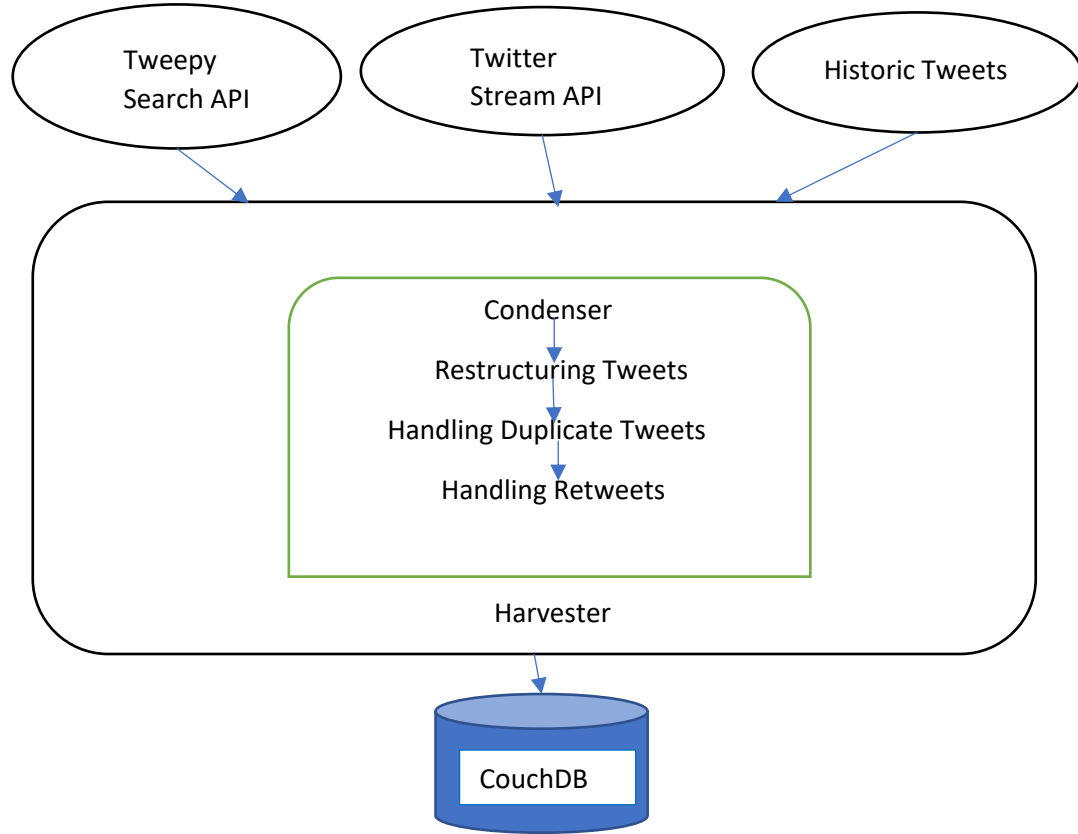 Tweepy
Search API
Twitter
Stream API
Historic Tweets
Condenser
Restructuring Tweets
Handling Duplicate Tweets
Handling Retweets
Harvester
CouchDB